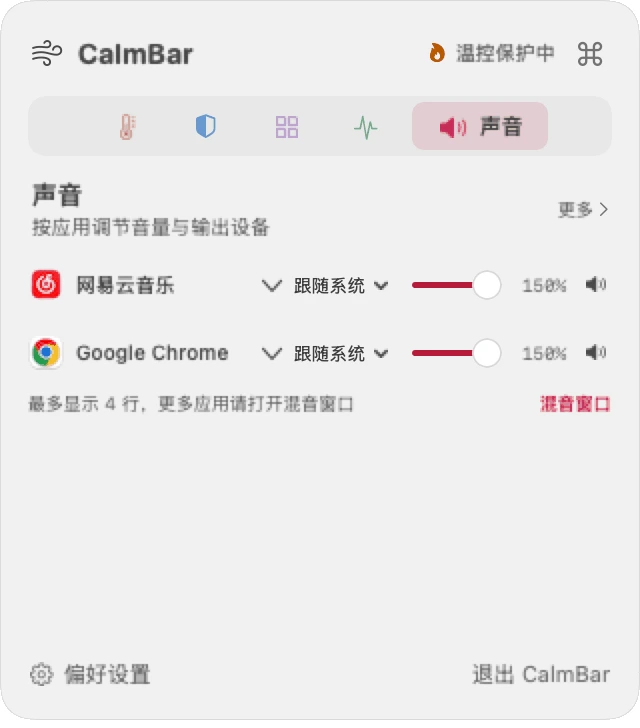 CalmBar 温控保护中
声音
声音
按应用调节音量与输出设备
更多
网易云音乐 跟随系统 150%
Google Chrome 跟随系统 150%
最多显示 4 行，更多应用请打开混音窗口 混音窗口
偏好设置 退出 CalmBar